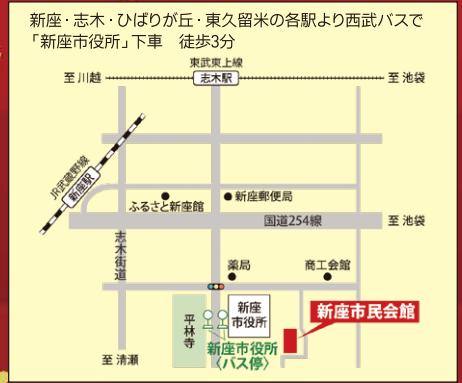 新座・志木・ひばりが丘・東久留米の各駅より西武バスで
「新座市役所」下車　徒歩3分
東武東上線
至 川越
志木駅
至 池袋
JR武蔵野線
新座駅
ふるさと新座館
新座郵便局
国道254線
至 池袋
志木街道
薬局
商工会館
平林寺
新座
市役所
新座市民会館
新座市役所
〈バス停〉
至 清瀬